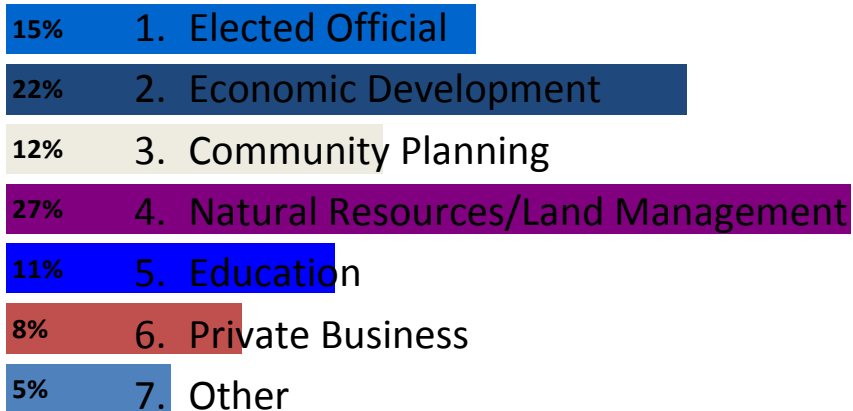 15% 1. Elected Official
22% 2. Economic Development
12% 3. Community Planning
27% 4. Natural Resources/Land Management
11% 5. Education
8% 6. Private Business
5% 7. Other